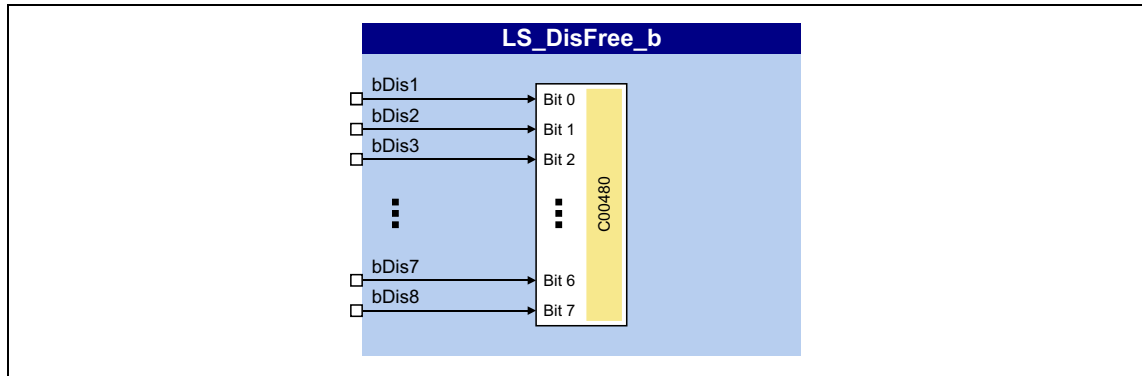 LS_DisFree_b
bDis1
Bit 0
bDis2
Bit 1
bDis3
Bit 2
C00480
bDis7
Bit 6
bDis8
Bit 7